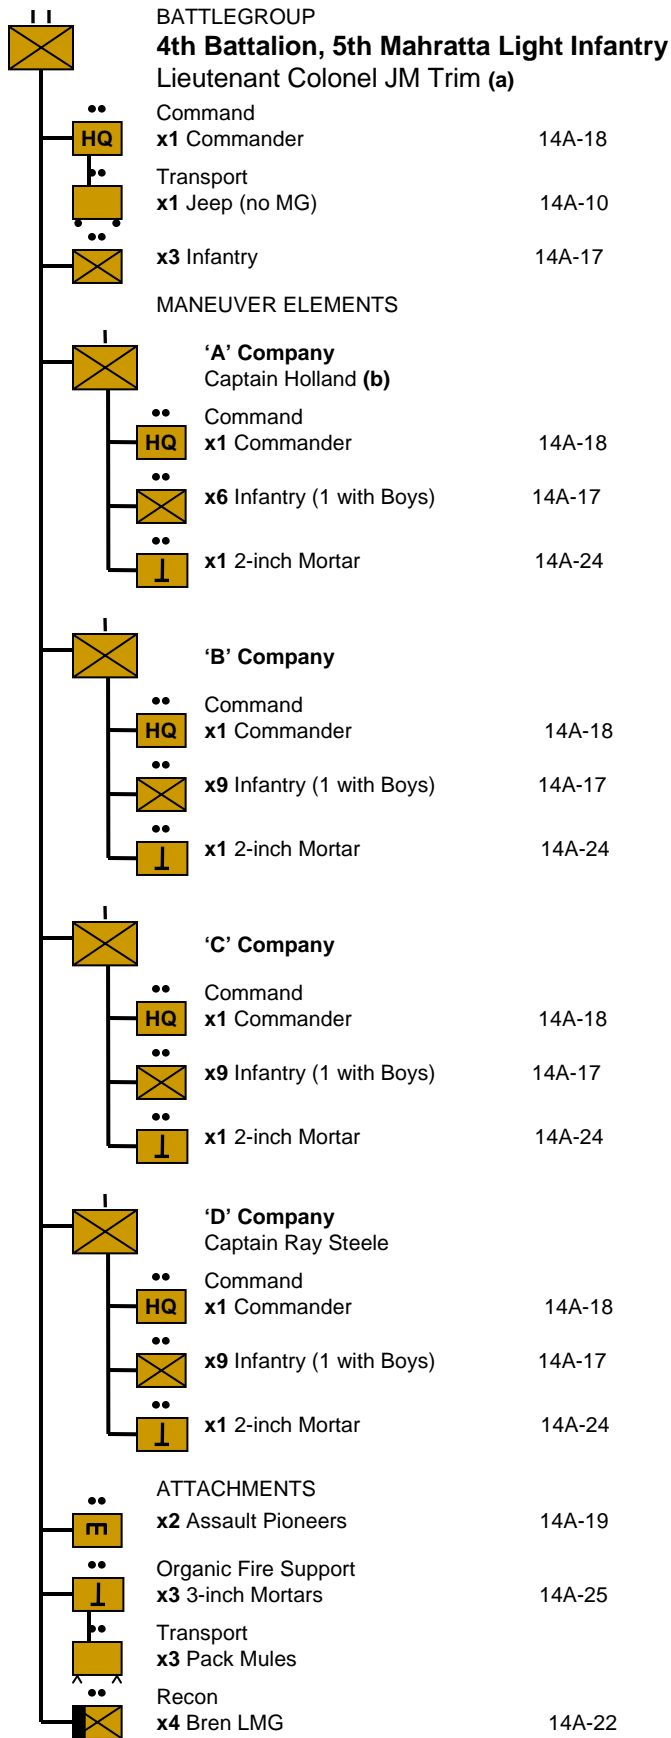 BATTLEGROUP
4th Battalion, 5th Mahratta Light Infantry
Lieutenant Colonel JM Trim (a)
Command
HQ x1 Commander 14A-18
Transport
x1 Jeep (no MG) 14A-10
x3 Infantry 14A-17
MANEUVER ELEMENTS
‘A’ Company
Captain Holland (b)
Command
HQ x1 Commander 14A-18
x6 Infantry (1 with Boys) 14A-17
x1 2-inch Mortar 14A-24
‘B’ Company
Command
HQ x1 Commander 14A-18
x9 Infantry (1 with Boys) 14A-17
x1 2-inch Mortar 14A-24
‘C’ Company
Command
HQ x1 Commander 14A-18
x9 Infantry (1 with Boys) 14A-17
x1 2-inch Mortar 14A-24
‘D’ Company
Captain Ray Steele
Command
HQ x1 Commander 14A-18
x9 Infantry (1 with Boys) 14A-17
x1 2-inch Mortar 14A-24
ATTACHMENTS
x2 Assault Pioneers 14A-19
Organic Fire Support
x3 3-inch Mortars 14A-25
Transport
x3 Pack Mules
Recon
x4 Bren LMG 14A-22